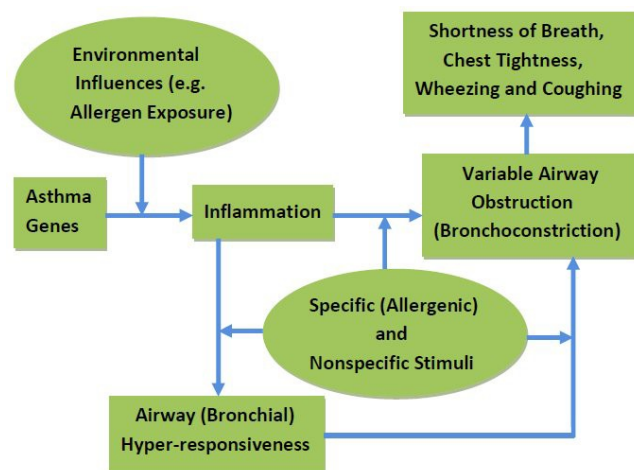 Environmental
Influences (e.g.
Allergen Exposure)
Shortness of Breath,
Chest Tightness,
Wheezing and Coughing
Asthma
Genes
Inflammation
Variable Airway
Obstruction
(Bronchoconstriction)
Specific (Allergenic)
and
Nonspecific Stimuli
Airway (Bronchial)
Hyper-responsiveness